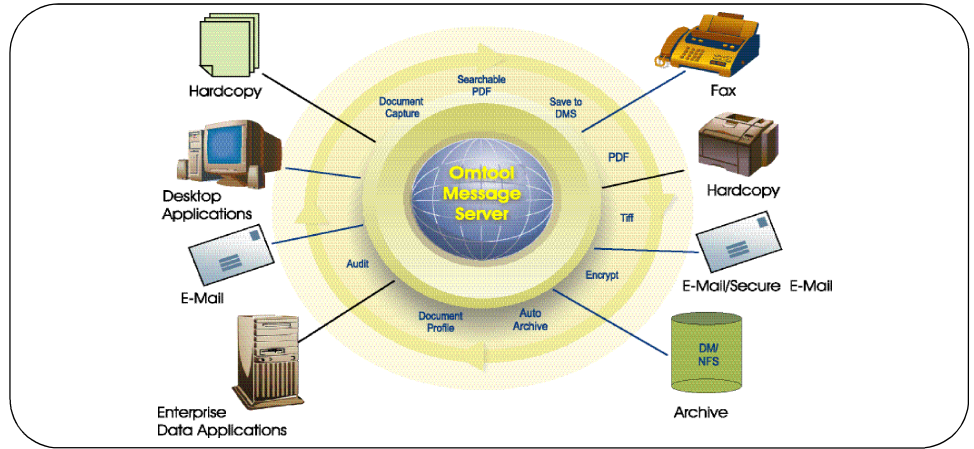 Hardcopy
Desktop
Applications
E-Mail
Enterprise
Data Applications
Document
Capture
Searchable
PDF
Save to
DMS
PDF
Tiff
Encrypt
Auto
Archive
Document
Profile
Audit
Omtool
Message
Server
Fax
Hardcopy
E-Mail/Secure E-Mail
DM/
NFS
Archive